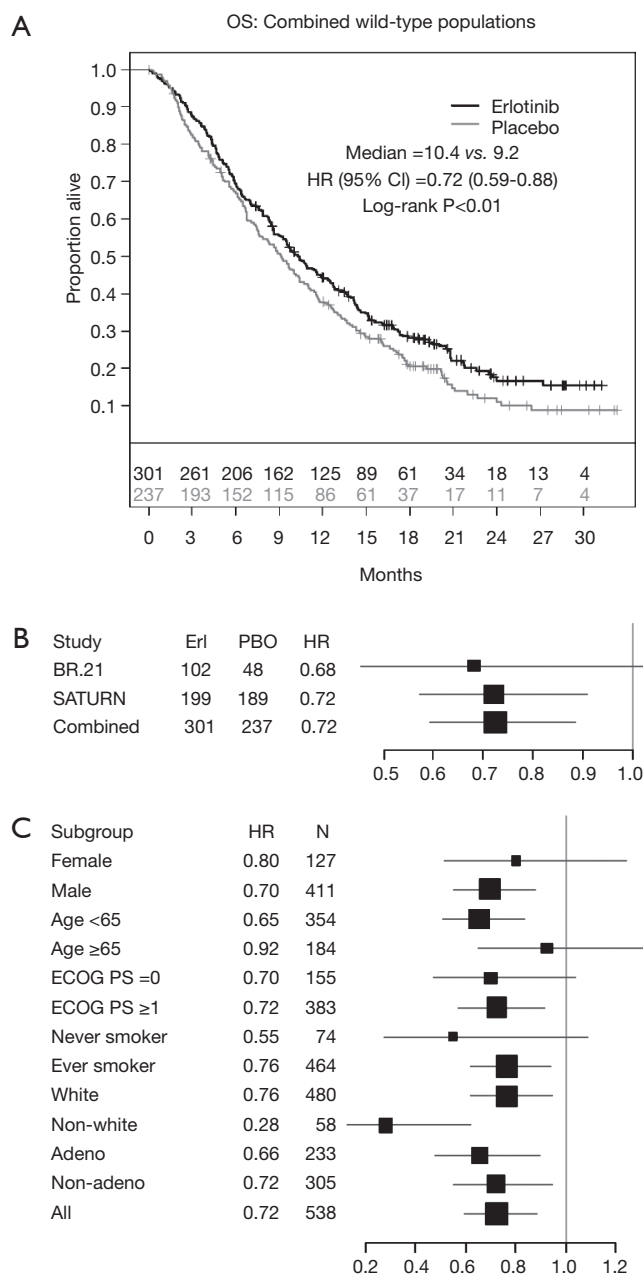 A
OS: Combined wild-type populations
1.0
0.9
0.8
0.7
0.6
0.5
0.4
0.3
0.2
0.1
Proportion alive
Erlotinib
Placebo
Median =10.4 vs. 9.2
HR (95% CI) =0.72 (0.59-0.88)
Log-rank P<0.01
301 261 206 162 125 89 61 34 18 13 4
237 193 152 115 86 61 37 17 11 7 4
0 3 6 9 12 15 18 21 24 27 30
Months
B
Study Erl PBO HR
BR.21 102 48 0.68
SATURN 199 189 0.72
Combined 301 237 0.72
0.5 0.6 0.7 0.8 0.9 1.0
C
Subgroup HR N
Female 0.80 127
Male 0.70 411
Age <65 0.65 354
Age ≥65 0.92 184
ECOG PS =0 0.70 155
ECOG PS ≥1 0.72 383
Never smoker 0.55 74
Ever smoker 0.76 464
White 0.76 480
Non-white 0.28 58
Adeno 0.66 233
Non-adeno 0.72 305
All 0.72 538
0.2 0.4 0.6 0.8 1.0 1.2